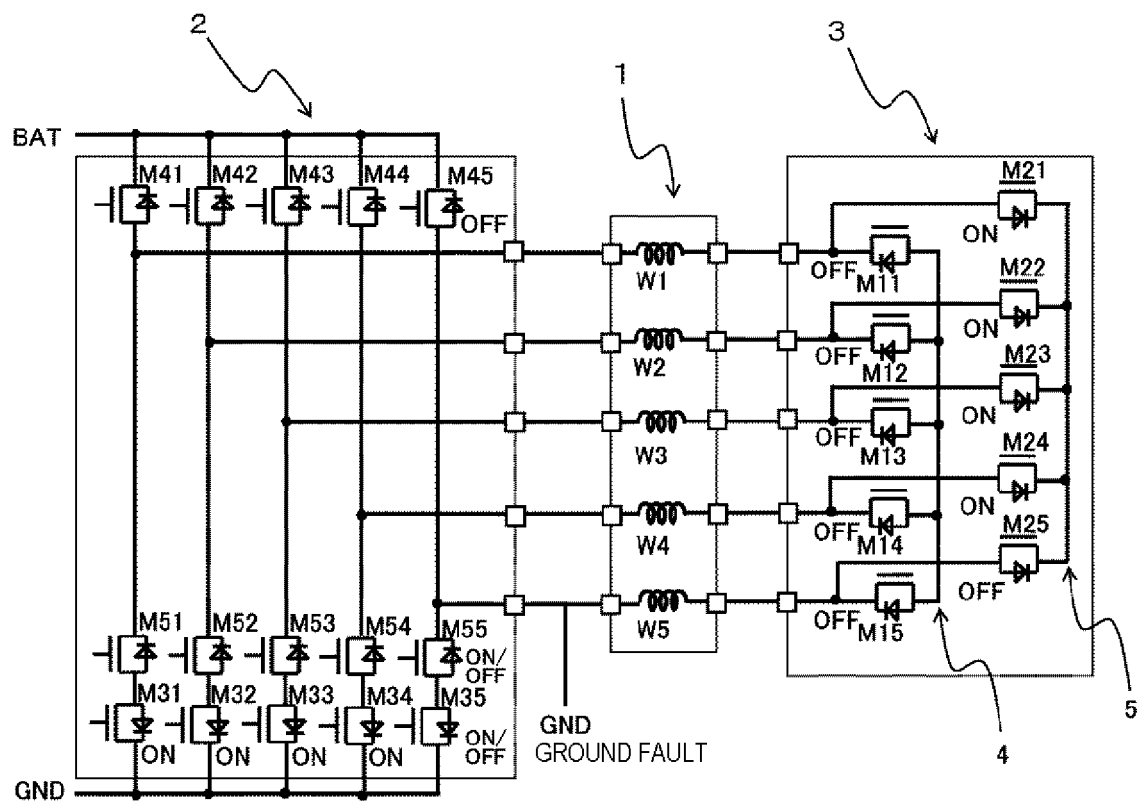 2
3
1
BAT
M41 M42 M43 M44 M45
OFF
M21
ON
OFF
M11
W1
M22
ON
OFF
M12
W2
M23
ON
OFF
M13
W3
M24
ON
OFF
M14
W4
M25
OFF
OFF
M15
W5
M51 M52 M53 M54 M55
ON/
OFF
M31 M32 M33 M34 M35
ON ON ON ON
ON/
OFF
GND
GROUND FAULT
GND
4
5